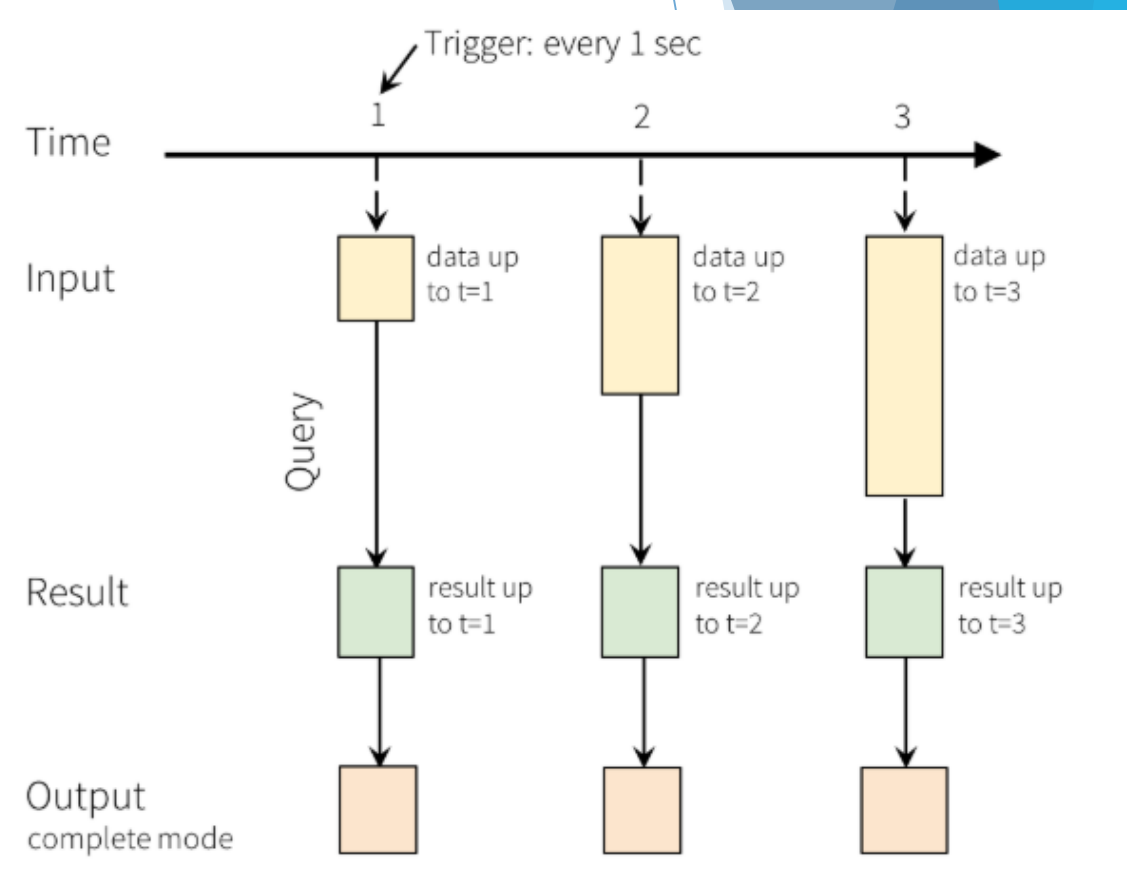 Trigger: every 1 sec
1
2
3
Time
Input
data up
to t=1
data up
to t=2
data up
to t=3
Query
Result
result up
to t=1
result up
to t=2
result up
to t=3
Output
complete mode